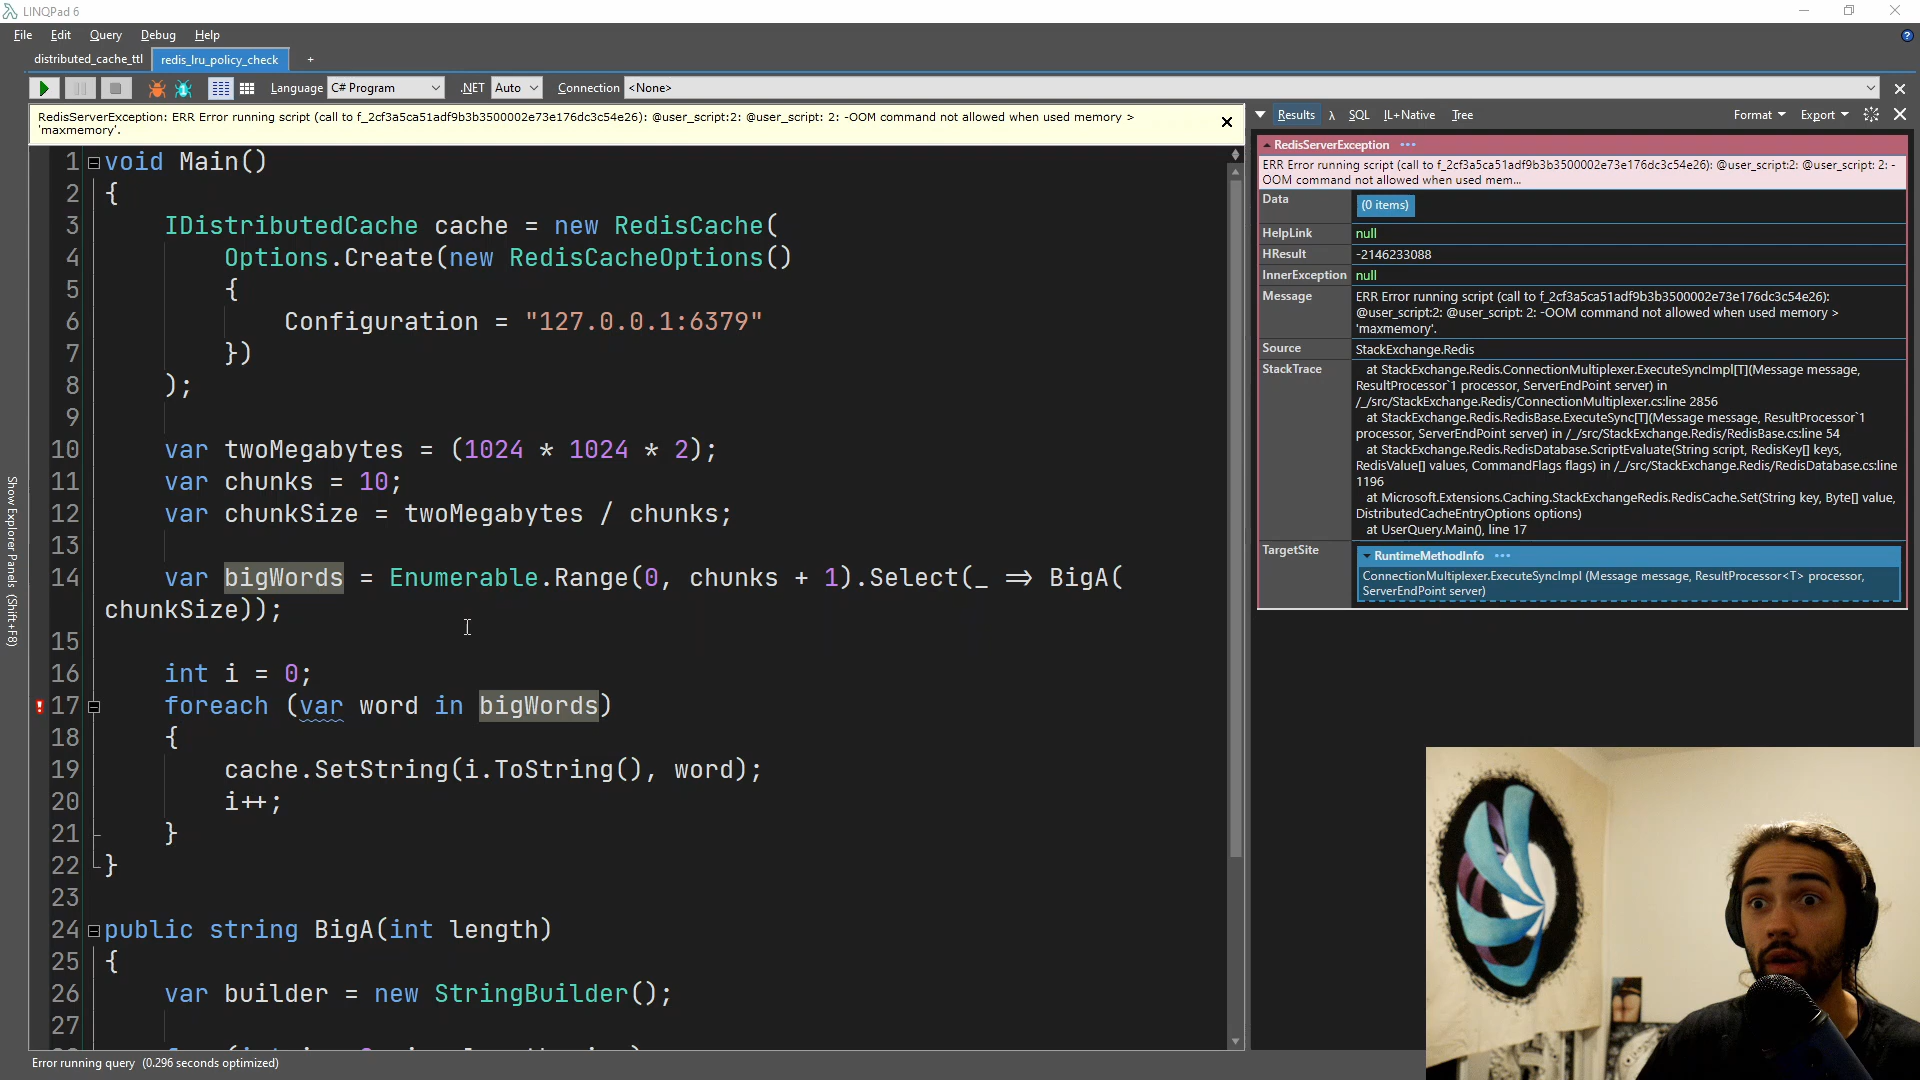 LINQPad 6
File Edit Query Debug Help
distributed_cache_ttl redis_lru_policy_check +
Language C# Program .NET Auto Connection <None>
RedisServerException: ERR Error running script (call to f_2cf3a5ca51adf9b3b3500002e73e176dc3c54e26): @user_script:2: @user_script: 2: -OOM command not allowed when used memory >
'maxmemory'.
1 void Main()
2 {
3 IDistributedCache cache = new RedisCache(
4 Options.Create(new RedisCacheOptions()
5 {
6 Configuration = "127.0.0.1:6379"
7 })
8 );
9
10 var twoMegabytes = (1024 * 1024 * 2);
11 var chunks = 10;
12 var chunkSize = twoMegabytes / chunks;
13
14 var bigWords = Enumerable.Range(0, chunks + 1).Select(_ => BigA(
chunkSize));
15
16 int i = 0;
17 foreach (var word in bigWords)
18 {
19 cache.SetString(i.ToString(), word);
20 i++;
21 }
22 }
23
24 public string BigA(int length)
25 {
26 var builder = new StringBuilder();
27
Error running query (0.296 seconds optimized)
Show Explorer Panels (Shift+F8)
Results λ SQL IL+Native Tree Format Export
RedisServerException
ERR Error running script (call to f_2cf3a5ca51adf9b3b3500002e73e176dc3c54e26): @user_script:2: @user_script: 2: -
OOM command not allowed when used mem...
Data (0 items)
HelpLink null
HResult -2146233088
InnerException null
Message ERR Error running script (call to f_2cf3a5ca51adf9b3b3500002e73e176dc3c54e26):
@user_script:2: @user_script: 2: -OOM command not allowed when used memory >
'maxmemory'.
Source StackExchange.Redis
StackTrace at StackExchange.Redis.ConnectionMultiplexer.ExecuteSyncImpl[T](Message message,
ResultProcessor`1 processor, ServerEndPoint server) in
/_/src/StackExchange.Redis/ConnectionMultiplexer.cs:line 2856
at StackExchange.Redis.RedisBase.ExecuteSync[T](Message message, ResultProcessor`1
processor, ServerEndPoint server) in /_/src/StackExchange.Redis/RedisBase.cs:line 54
at StackExchange.Redis.RedisDatabase.ScriptEvaluate(String script, RedisKey[] keys,
RedisValue[] values, CommandFlags flags) in /_/src/StackExchange.Redis/RedisDatabase.cs:line
1196
at Microsoft.Extensions.Caching.StackExchangeRedis.RedisCache.Set(String key, Byte[] value,
DistributedCacheEntryOptions options)
at UserQuery.Main(), line 17
TargetSite RuntimeMethodInfo
ConnectionMultiplexer.ExecuteSyncImpl (Message message, ResultProcessor<T> processor,
ServerEndPoint server)